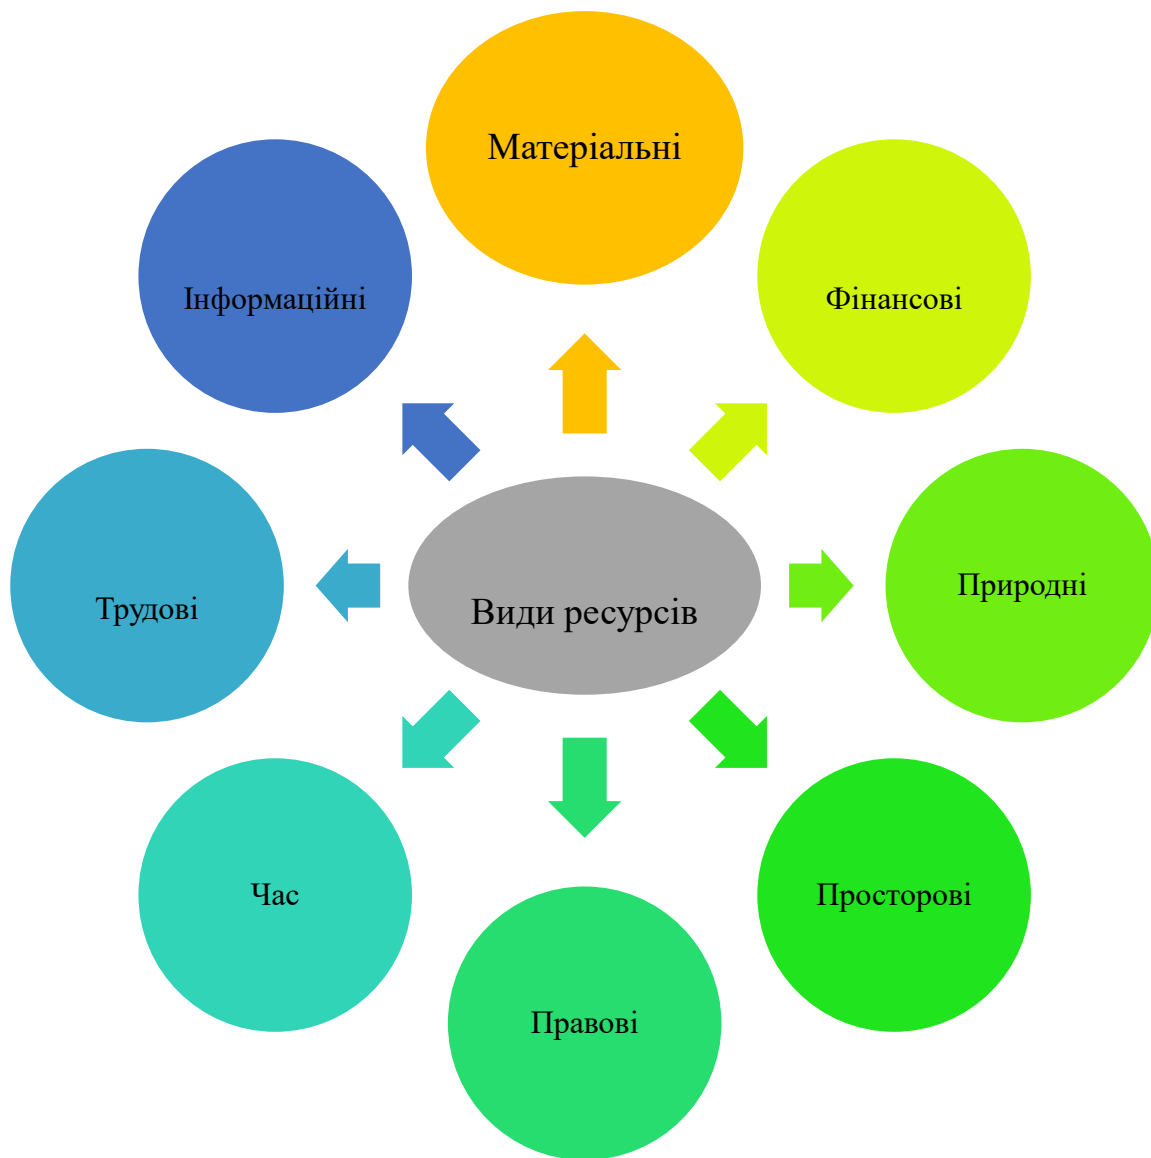 Матеріальні
Інформаційні
Фінансові
Трудові
Види ресурсів
Природні
Час
Просторові
Правові